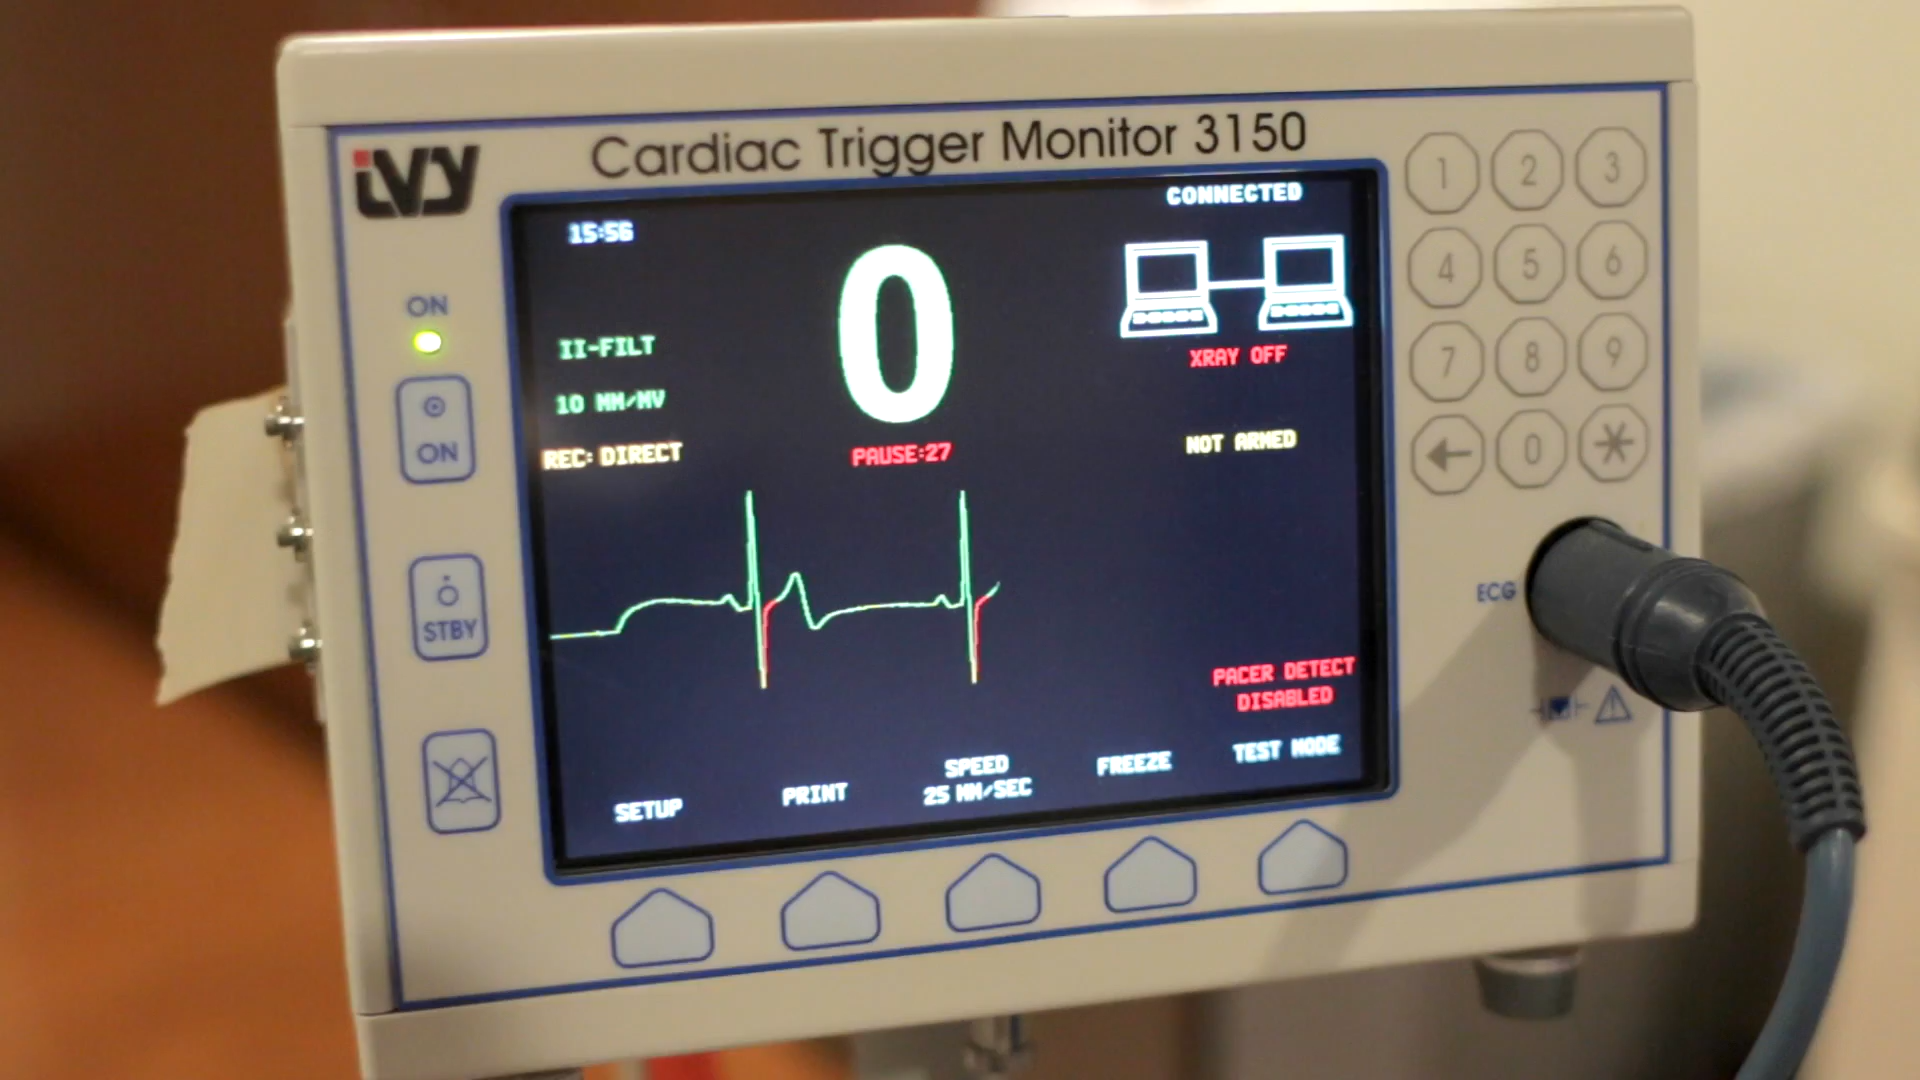 ivy
Cardiac Trigger Monitor 3150
CONNECTED
15:56
0
II-FILT
XRAY OFF
10 MM/MV
REC: DIRECT
PAUSE:27
NOT ARMED
PACER DETECT
DISABLED
SETUP
PRINT
SPEED
25 MM/SEC
FREEZE
TEST MODE
ON
ON
STBY
1 2 3
4 5 6
7 8 9
← 0 *
ECG